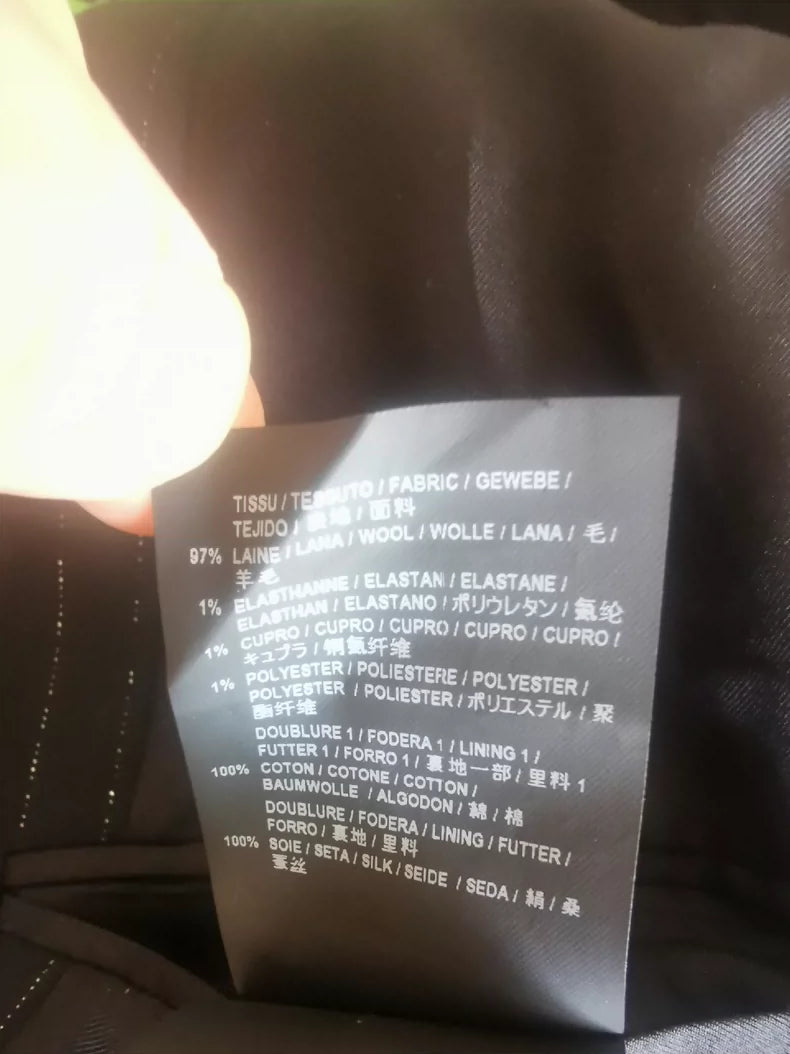 TISSU / TESSUTO / FABRIC / GEWEBE /
TEJIDO / 表地 / 面料
97% LAINE / LANA / WOOL / WOLLE / LANA / 毛 /
羊毛
1% ELASTHANNE / ELASTAN / ELASTANE /
ELASTHAN / ELASTANO / ポリウレタン / 氨纶
1% CUPRO / CUPRO / CUPRO / CUPRO / CUPRO /
キュプラ / 铜氨纤维
1% POLYESTER / POLIESTERE / POLYESTER /
POLYESTER / POLIESTER / ポリエステル / 聚
酯纤维
DOUBLURE 1 / FODERA 1 / LINING 1 /
FUTTER 1 / FORRO 1 / 裏地一部 / 里料 1
100% COTON / COTONE / COTTON /
BAUMWOLLE / ALGODON / 綿 / 棉
DOUBLURE / FODERA / LINING / FUTTER /
FORRO / 裏地 / 里料
100% SOIE / SETA / SILK / SEIDE / SEDA / 絹 / 桑
蚕丝